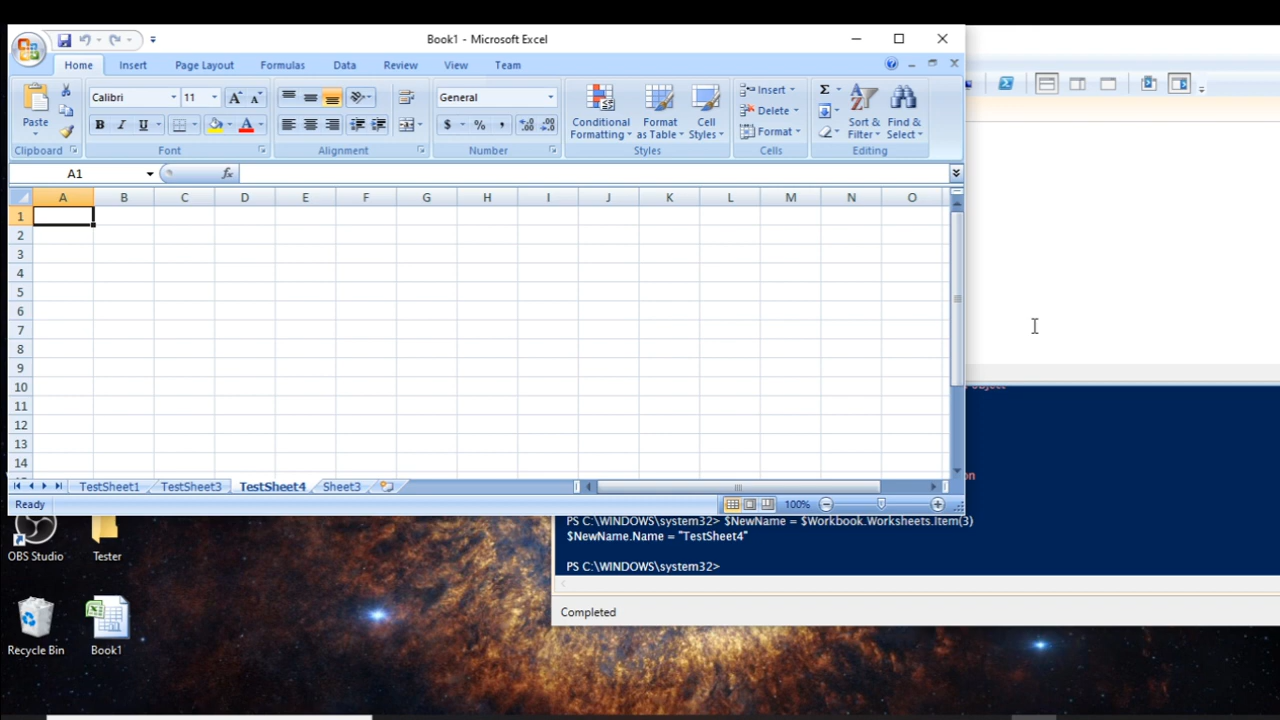 Book1 - Microsoft Excel
Home Insert Page Layout Formulas Data Review View Team
Calibri 11 General Insert Σ
Paste Conditional Formatting Format as Table Cell Styles Delete Sort & Filter Find & Select
B I U A $ % , Format
Clipboard Font Alignment Number Styles Cells Editing
A1 fx
A B C D E F G H I J K L M N O
1
2
3
4
5
6
7
8
9
10
11
12
13
14
TestSheet1 TestSheet3 TestSheet4 Sheet3
Ready 100%
PS C:\WINDOWS\system32> $NewName = $Workbook.Worksheets.Item(3)
$NewName.Name = "TestSheet4"
PS C:\WINDOWS\system32>
Completed
OBS Studio Tester
Recycle Bin Book1